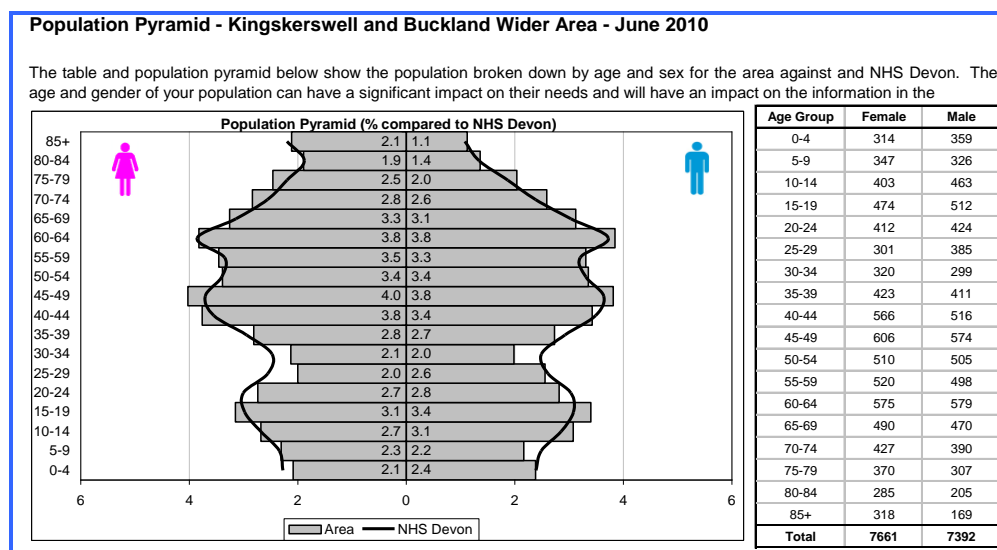 Population Pyramid - Kingskerswell and Buckland Wider Area - June 2010
The table and population pyramid below show the population broken down by age and sex for the area against and NHS Devon. The
age and gender of your population can have a significant impact on their needs and will have an impact on the information in the
Population Pyramid (% compared to NHS Devon)
85+ 2.1 1.1
80-84 1.9 1.4
75-79 2.5 2.0
70-74 2.8 2.6
65-69 3.3 3.1
60-64 3.8 3.8
55-59 3.5 3.3
50-54 3.4 3.4
45-49 4.0 3.8
40-44 3.8 3.4
35-39 2.8 2.7
30-34 2.1 2.0
25-29 2.0 2.6
20-24 2.7 2.8
15-19 3.1 3.4
10-14 2.7 3.1
5-9 2.3 2.2
0-4 2.1 2.4
6 4 2 0 2 4 6
Area NHS Devon
Age Group Female Male
0-4 314 359
5-9 347 326
10-14 403 463
15-19 474 512
20-24 412 424
25-29 301 385
30-34 320 299
35-39 423 411
40-44 566 516
45-49 606 574
50-54 510 505
55-59 520 498
60-64 575 579
65-69 490 470
70-74 427 390
75-79 370 307
80-84 285 205
85+ 318 169
Total 7661 7392